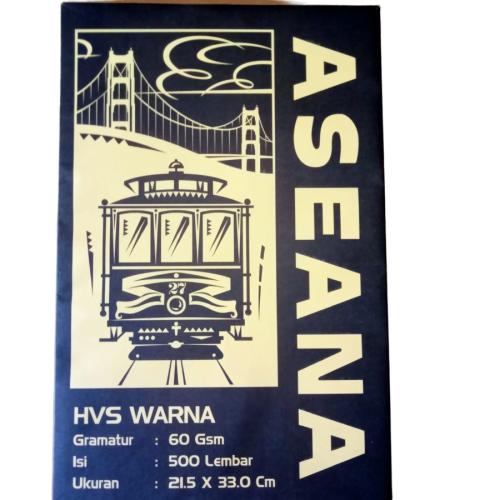 ASEANA
27
HVS WARNA
Gramatur : 60 Gsm
Isi : 500 Lembar
Ukuran : 21.5 X 33.0 Cm